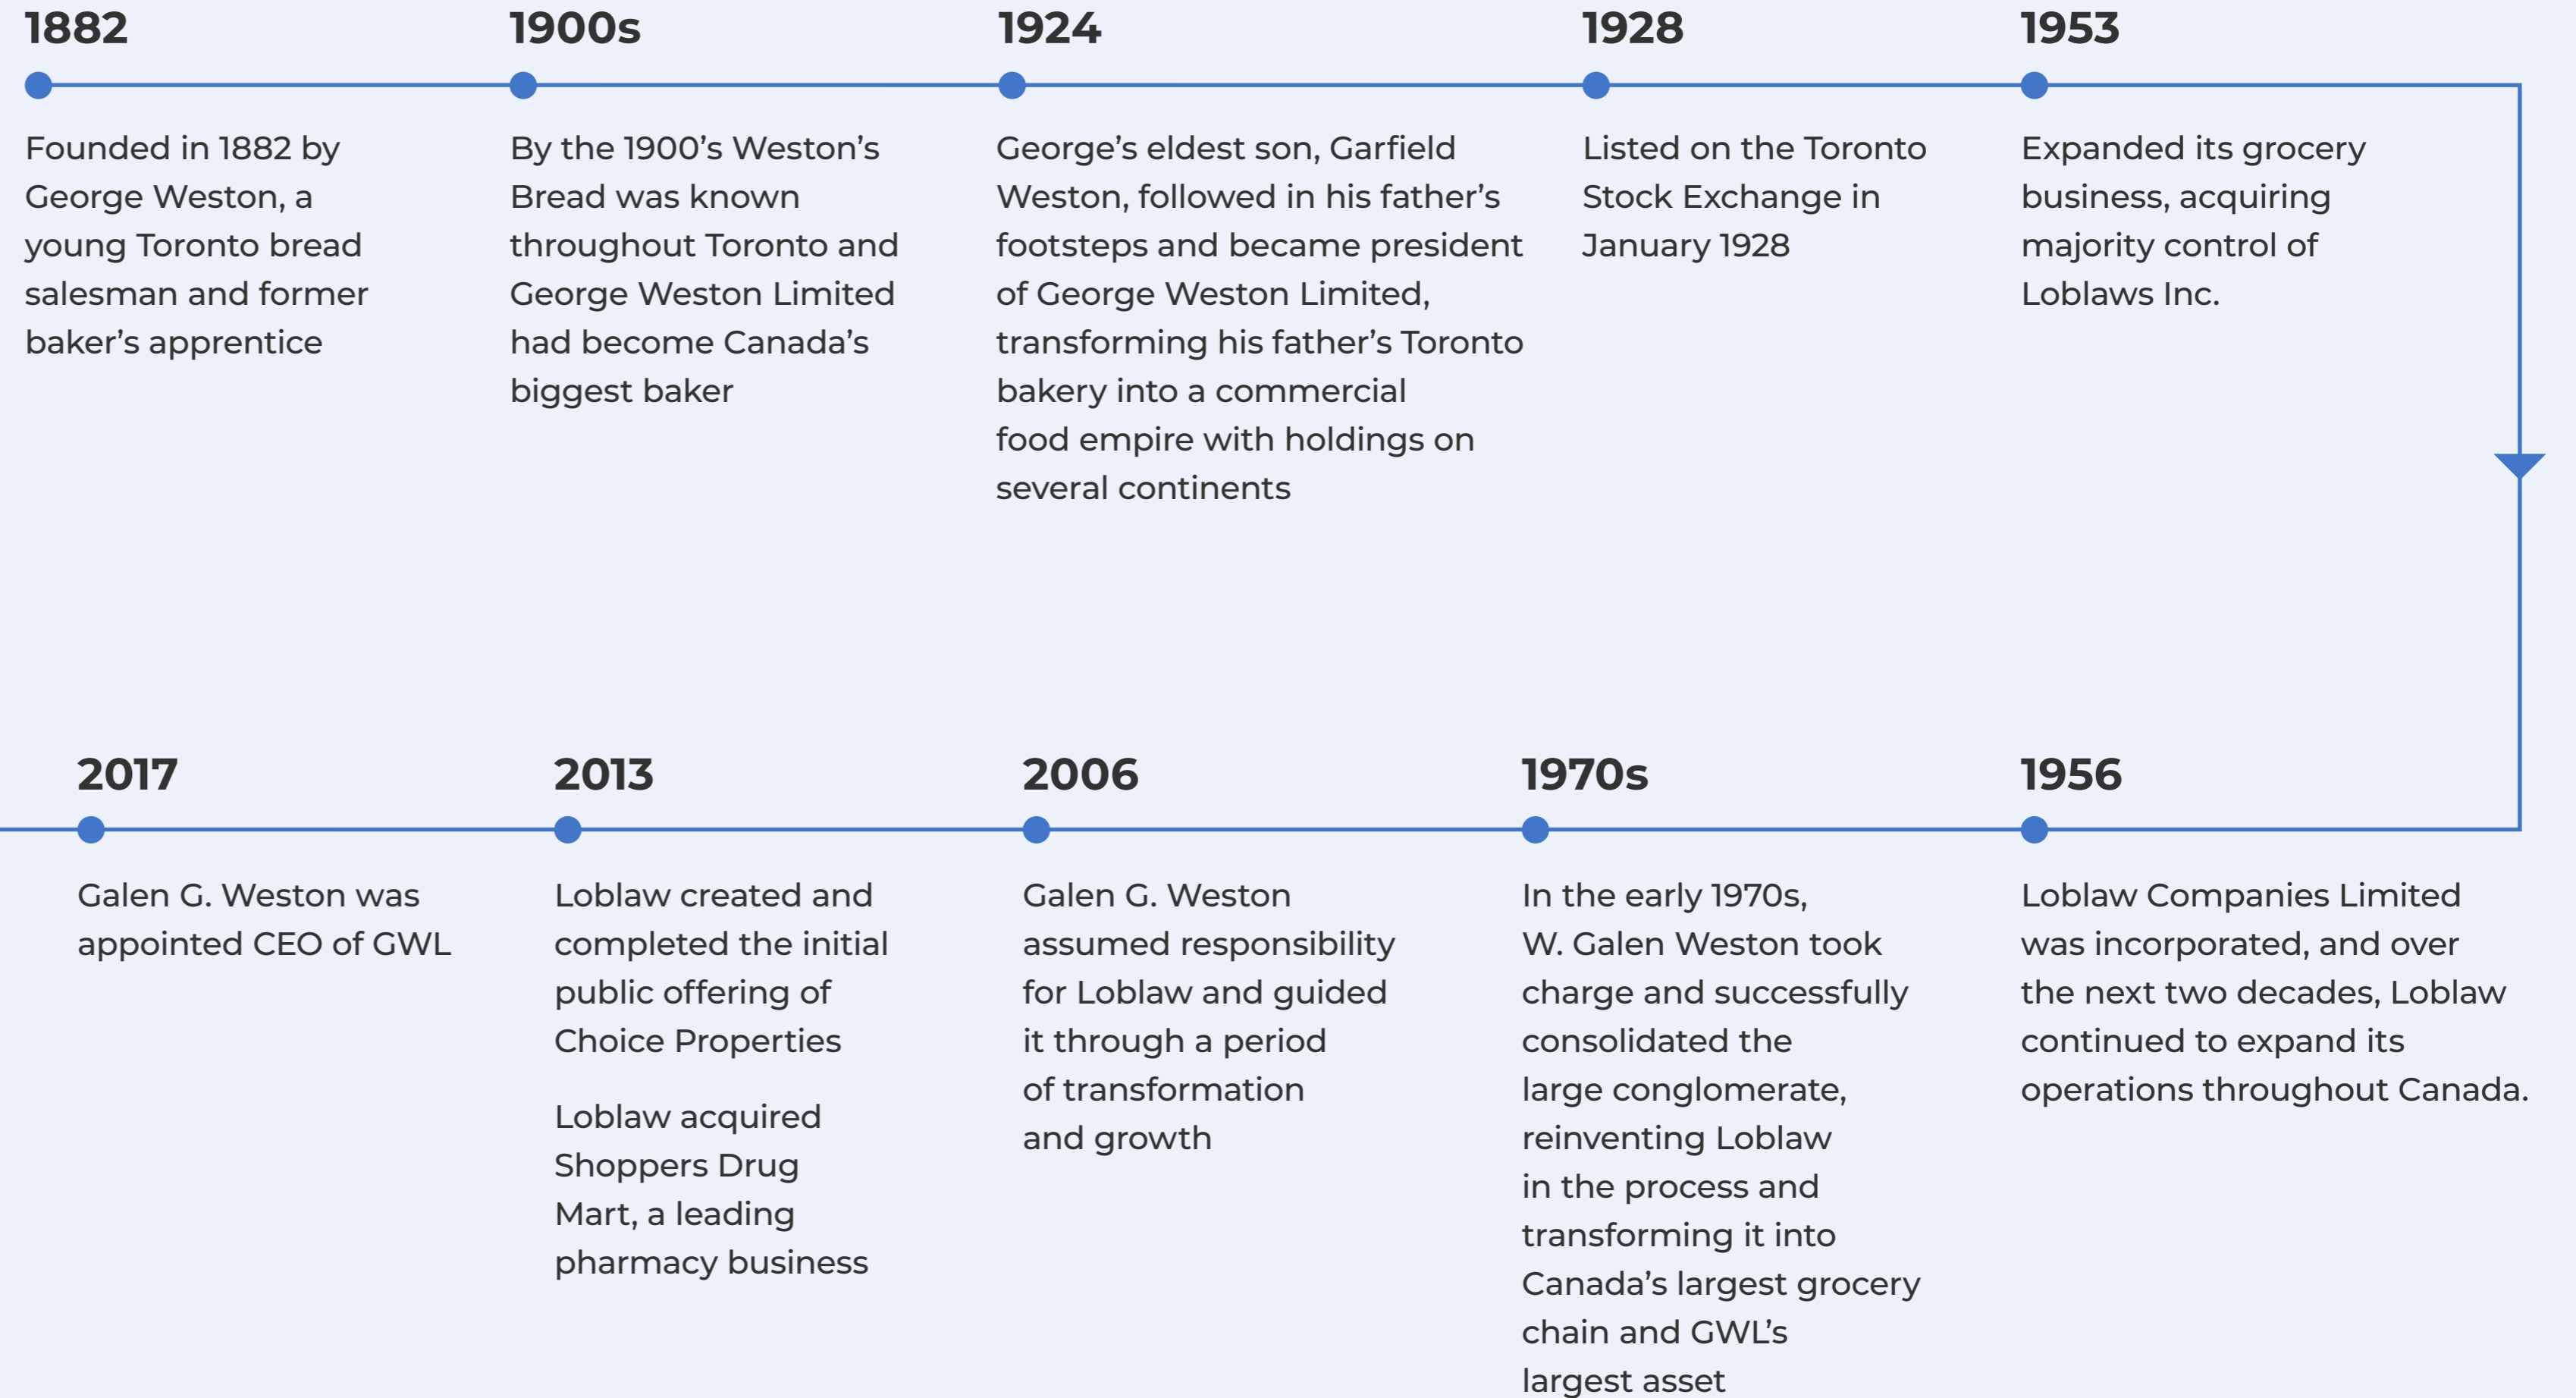 1882
Founded in 1882 by
George Weston, a
young Toronto bread
salesman and former
baker’s apprentice
1900s
By the 1900’s Weston’s
Bread was known
throughout Toronto and
George Weston Limited
had become Canada’s
biggest baker
1924
George’s eldest son, Garfield
Weston, followed in his father’s
footsteps and became president
of George Weston Limited,
transforming his father’s Toronto
bakery into a commercial
food empire with holdings on
several continents
1928
Listed on the Toronto
Stock Exchange in
January 1928
1953
Expanded its grocery
business, acquiring
majority control of
Loblaws Inc.
1956
Loblaw Companies Limited
was incorporated, and over
the next two decades, Loblaw
continued to expand its
operations throughout Canada.
1970s
In the early 1970s,
W. Galen Weston took
charge and successfully
consolidated the
large conglomerate,
reinventing Loblaw
in the process and
transforming it into
Canada’s largest grocery
chain and GWL’s
largest asset
2006
Galen G. Weston
assumed responsibility
for Loblaw and guided
it through a period
of transformation
and growth
2013
Loblaw created and
completed the initial
public offering of
Choice Properties
Loblaw acquired
Shoppers Drug
Mart, a leading
pharmacy business
2017
Galen G. Weston was
appointed CEO of GWL